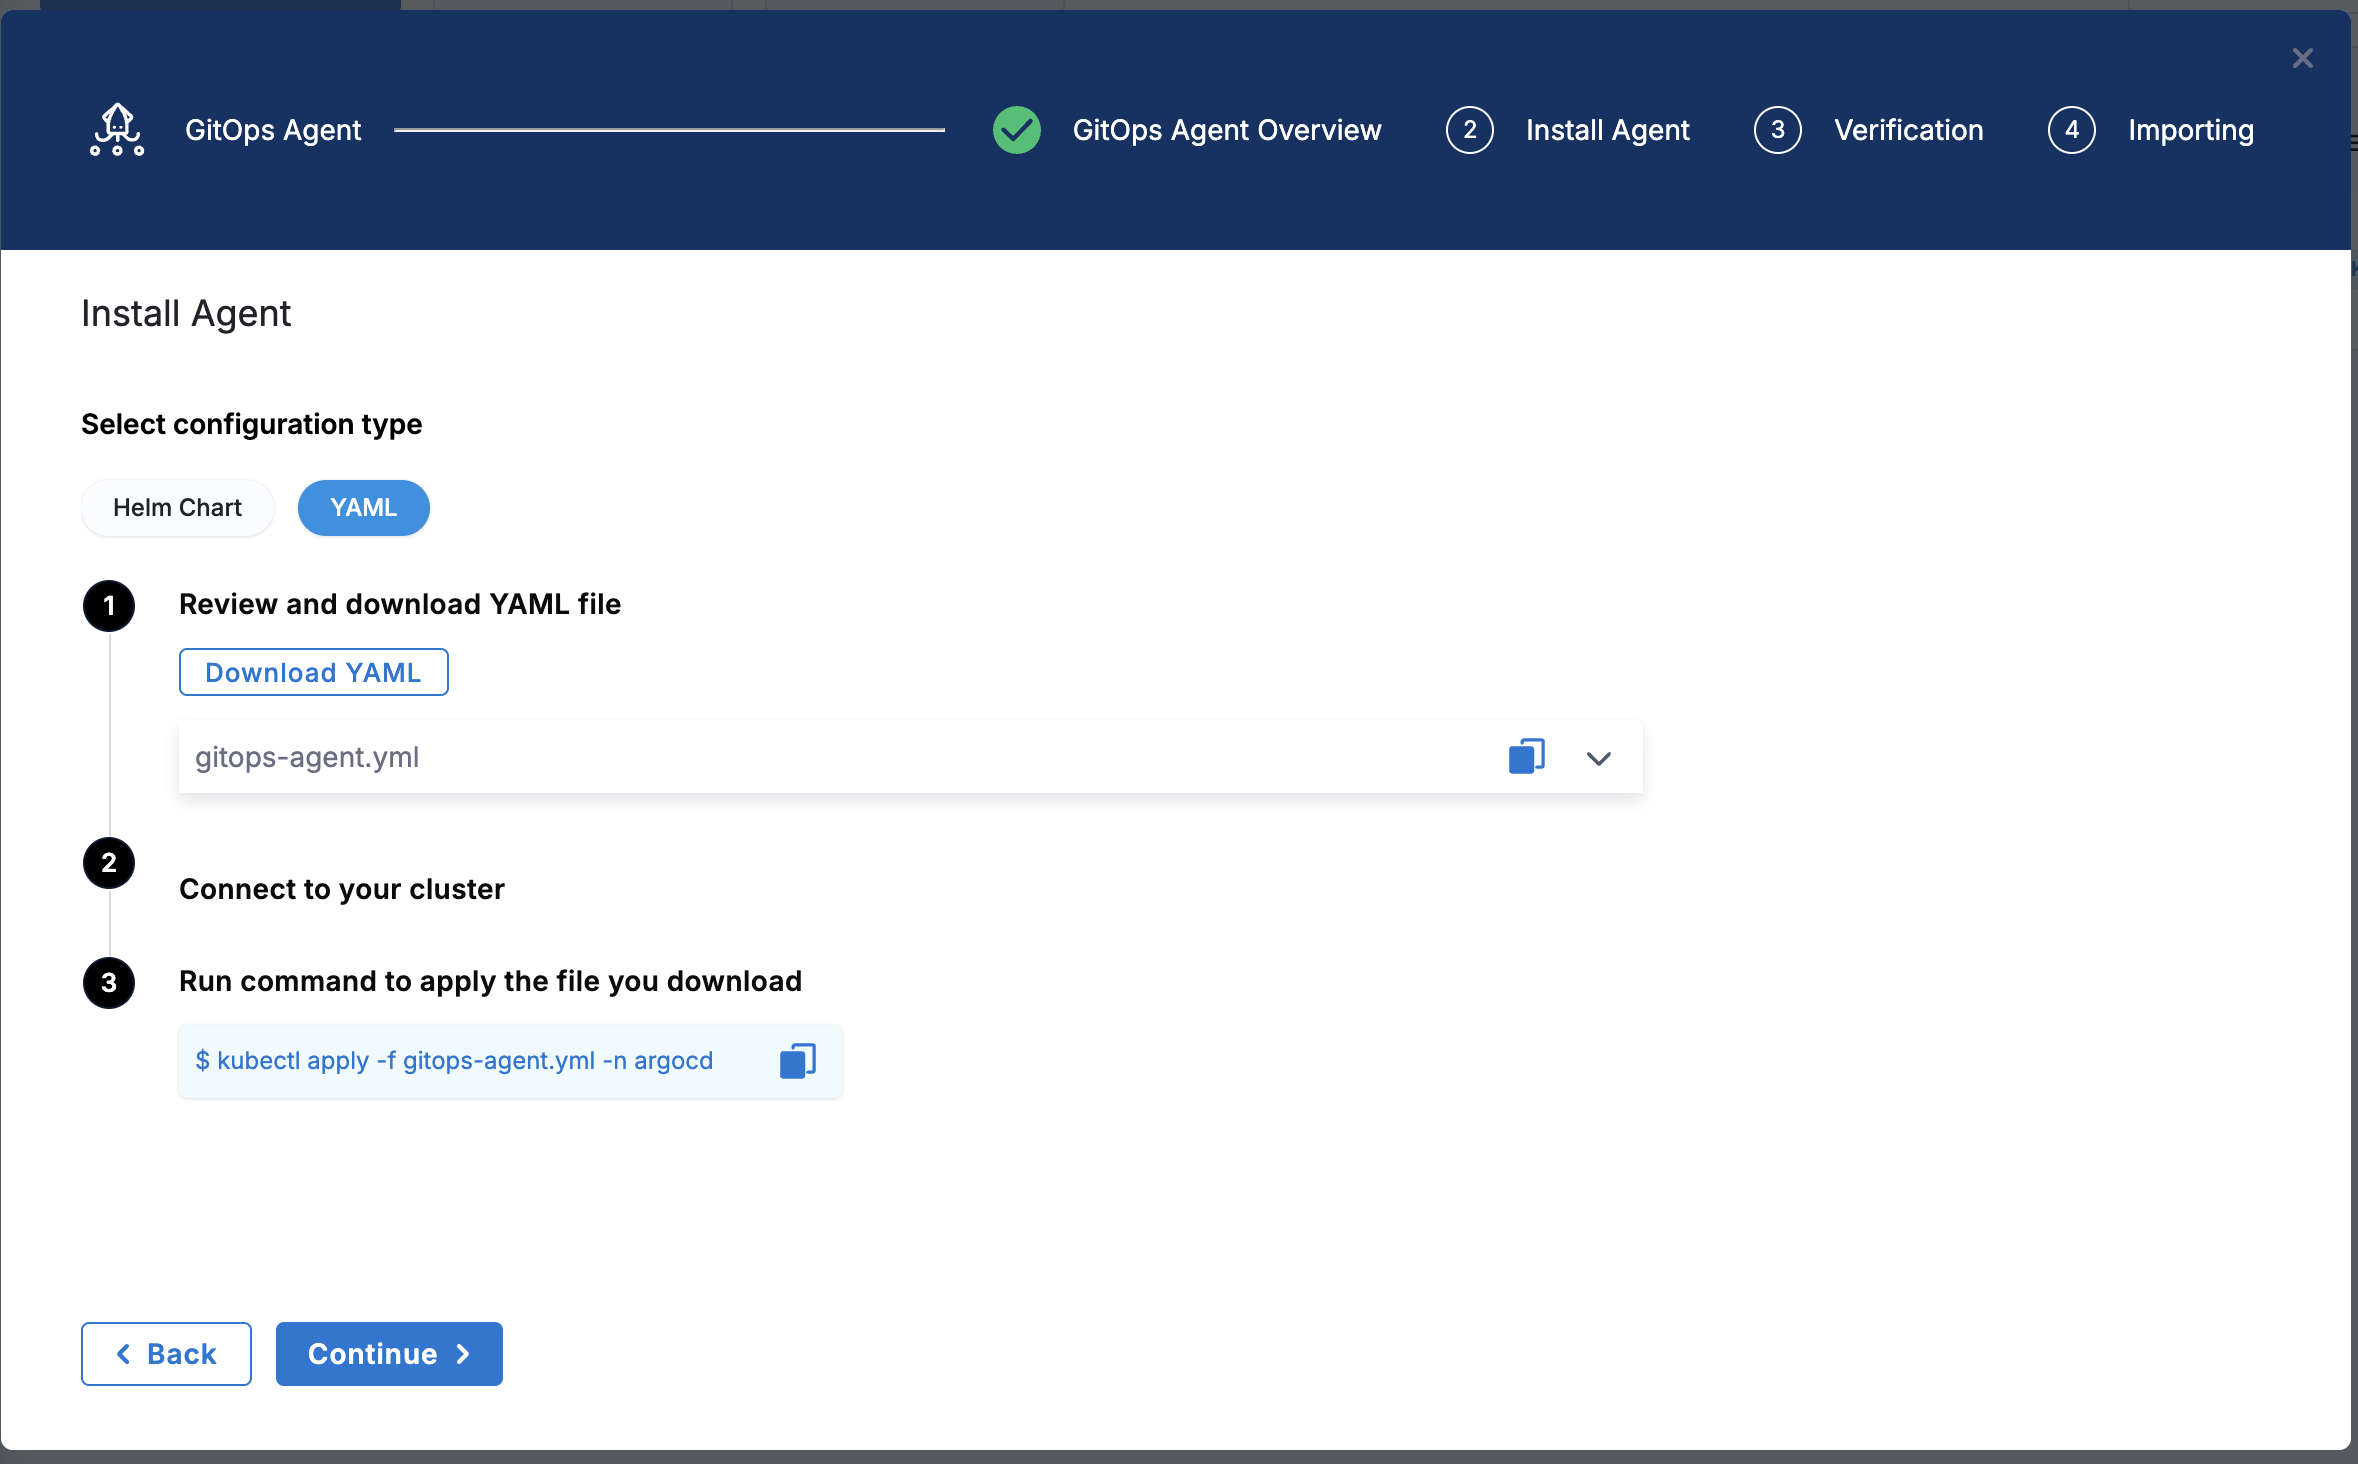 GitOps Agent
GitOps Agent Overview
2 Install Agent
3 Verification
4 Importing
Install Agent
Select configuration type
Helm Chart
YAML
1 Review and download YAML file
Download YAML
gitops-agent.yml
2 Connect to your cluster
3 Run command to apply the file you download
$ kubectl apply -f gitops-agent.yml -n argocd
Back
Continue